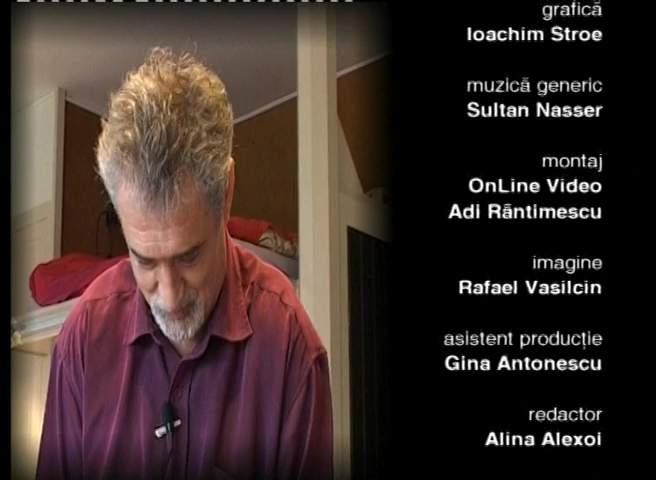 grafică
Ioachim Stroe
muzică generic
Sultan Nasser
montaj
OnLine Video
Adi Rântimescu
imagine
Rafael Vasilcin
asistent producție
Gina Antonescu
redactor
Alina Alexoi